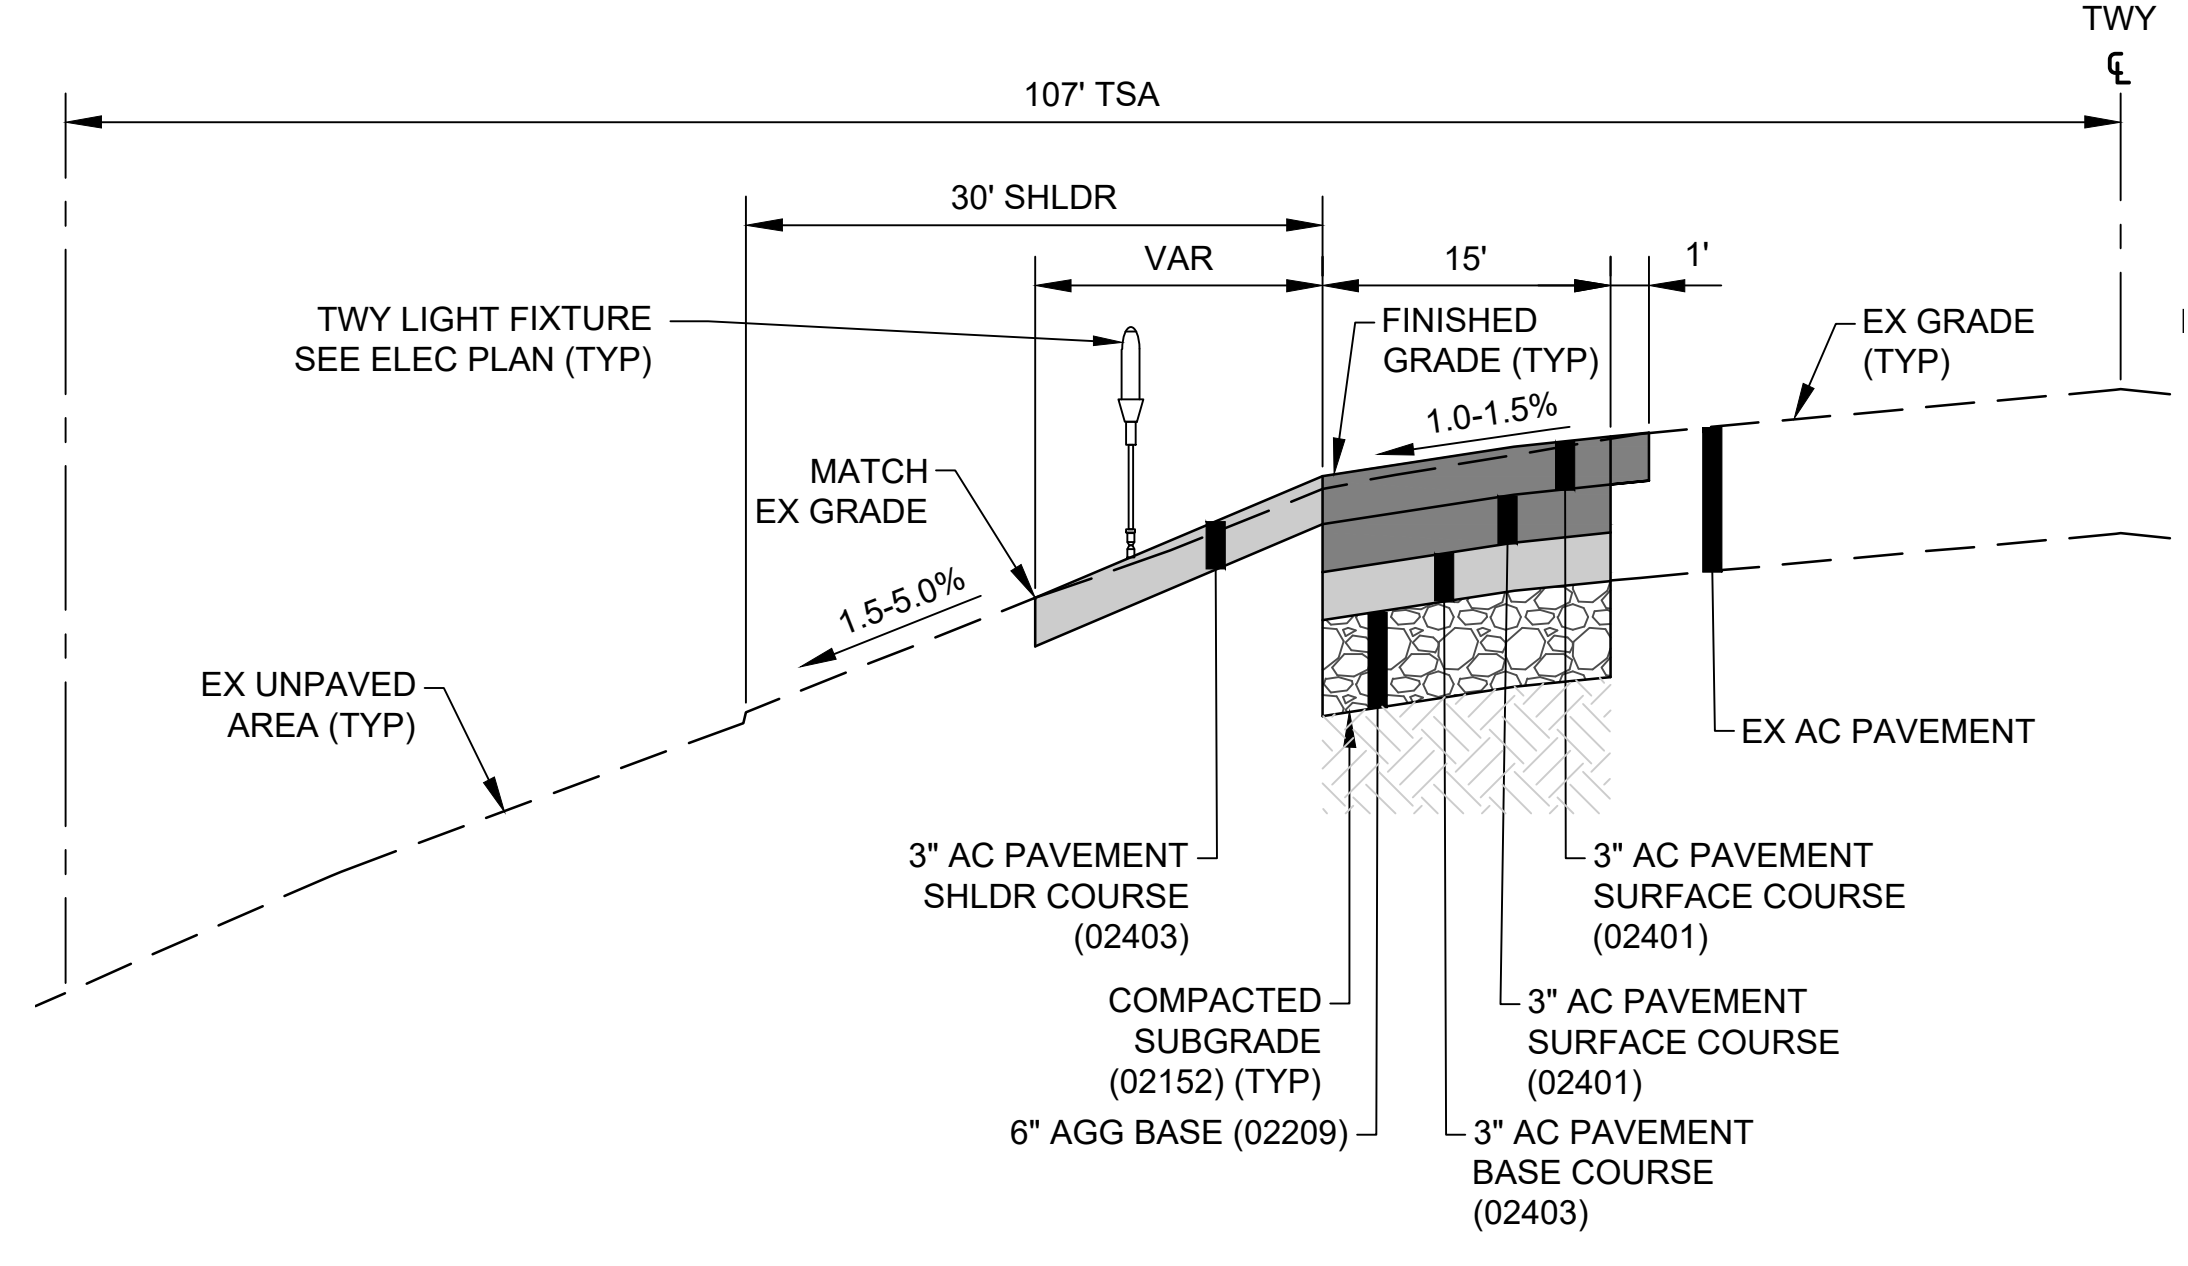 TWY
℄
107' TSA
30' SHLDR
VAR
15'
1'
TWY LIGHT FIXTURE
SEE ELEC PLAN (TYP)
FINISHED
GRADE (TYP)
EX GRADE
(TYP)
1.0-1.5%
MATCH
EX GRADE
1.5-5.0%
EX UNPAVED
AREA (TYP)
EX AC PAVEMENT
3" AC PAVEMENT
SHLDR COURSE
(02403)
3" AC PAVEMENT
SURFACE COURSE
(02401)
COMPACTED
SUBGRADE
(02152) (TYP)
3" AC PAVEMENT
SURFACE COURSE
(02401)
6" AGG BASE (02209)
3" AC PAVEMENT
BASE COURSE
(02403)